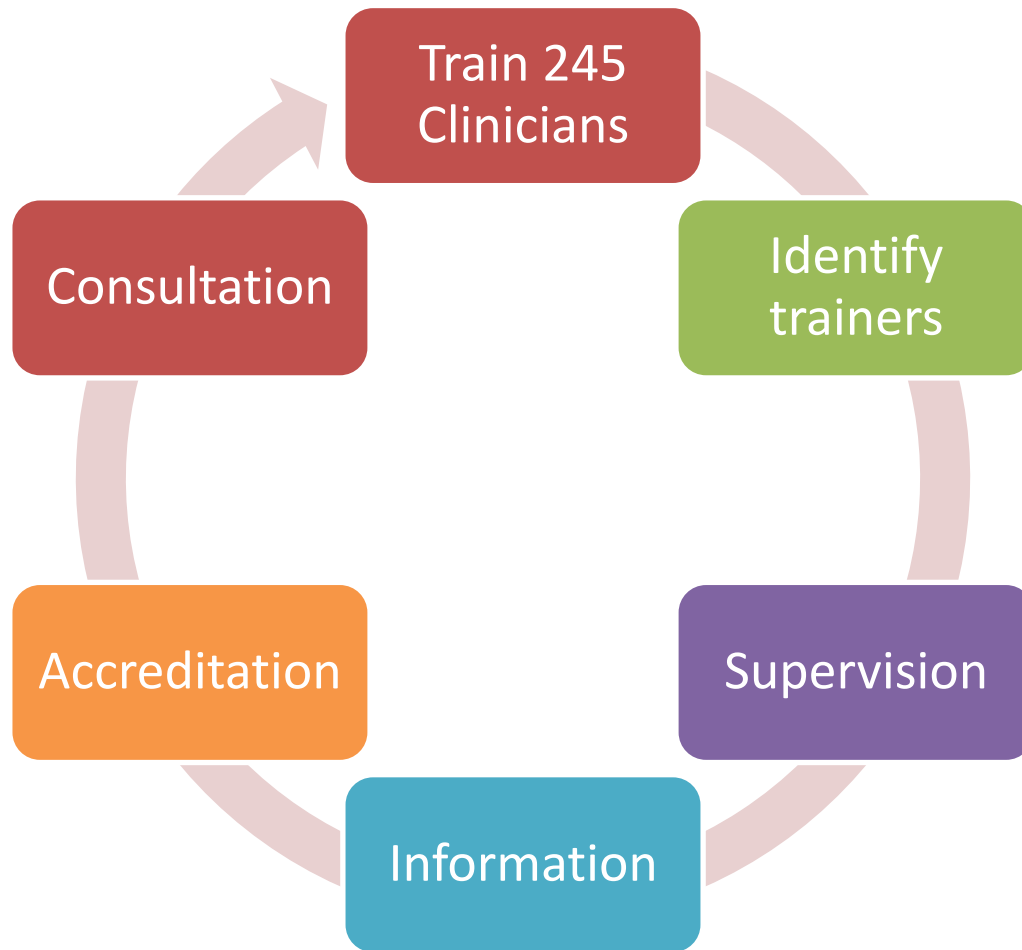 Train 245
Clinicians
Identify
trainers
Supervision
Information
Accreditation
Consultation